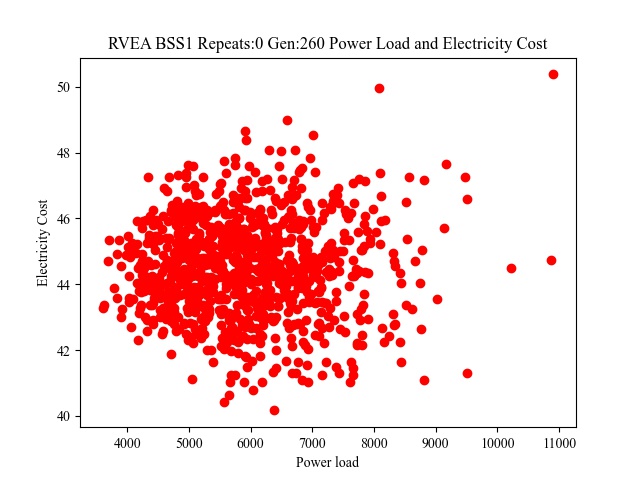 RVEA BSS1 Repeats:0 Gen:260 Power Load and Electricity Cost
50
48
46
44
42
40
Electricity Cost
4000 5000 6000 7000 8000 9000 10000 11000
Power load